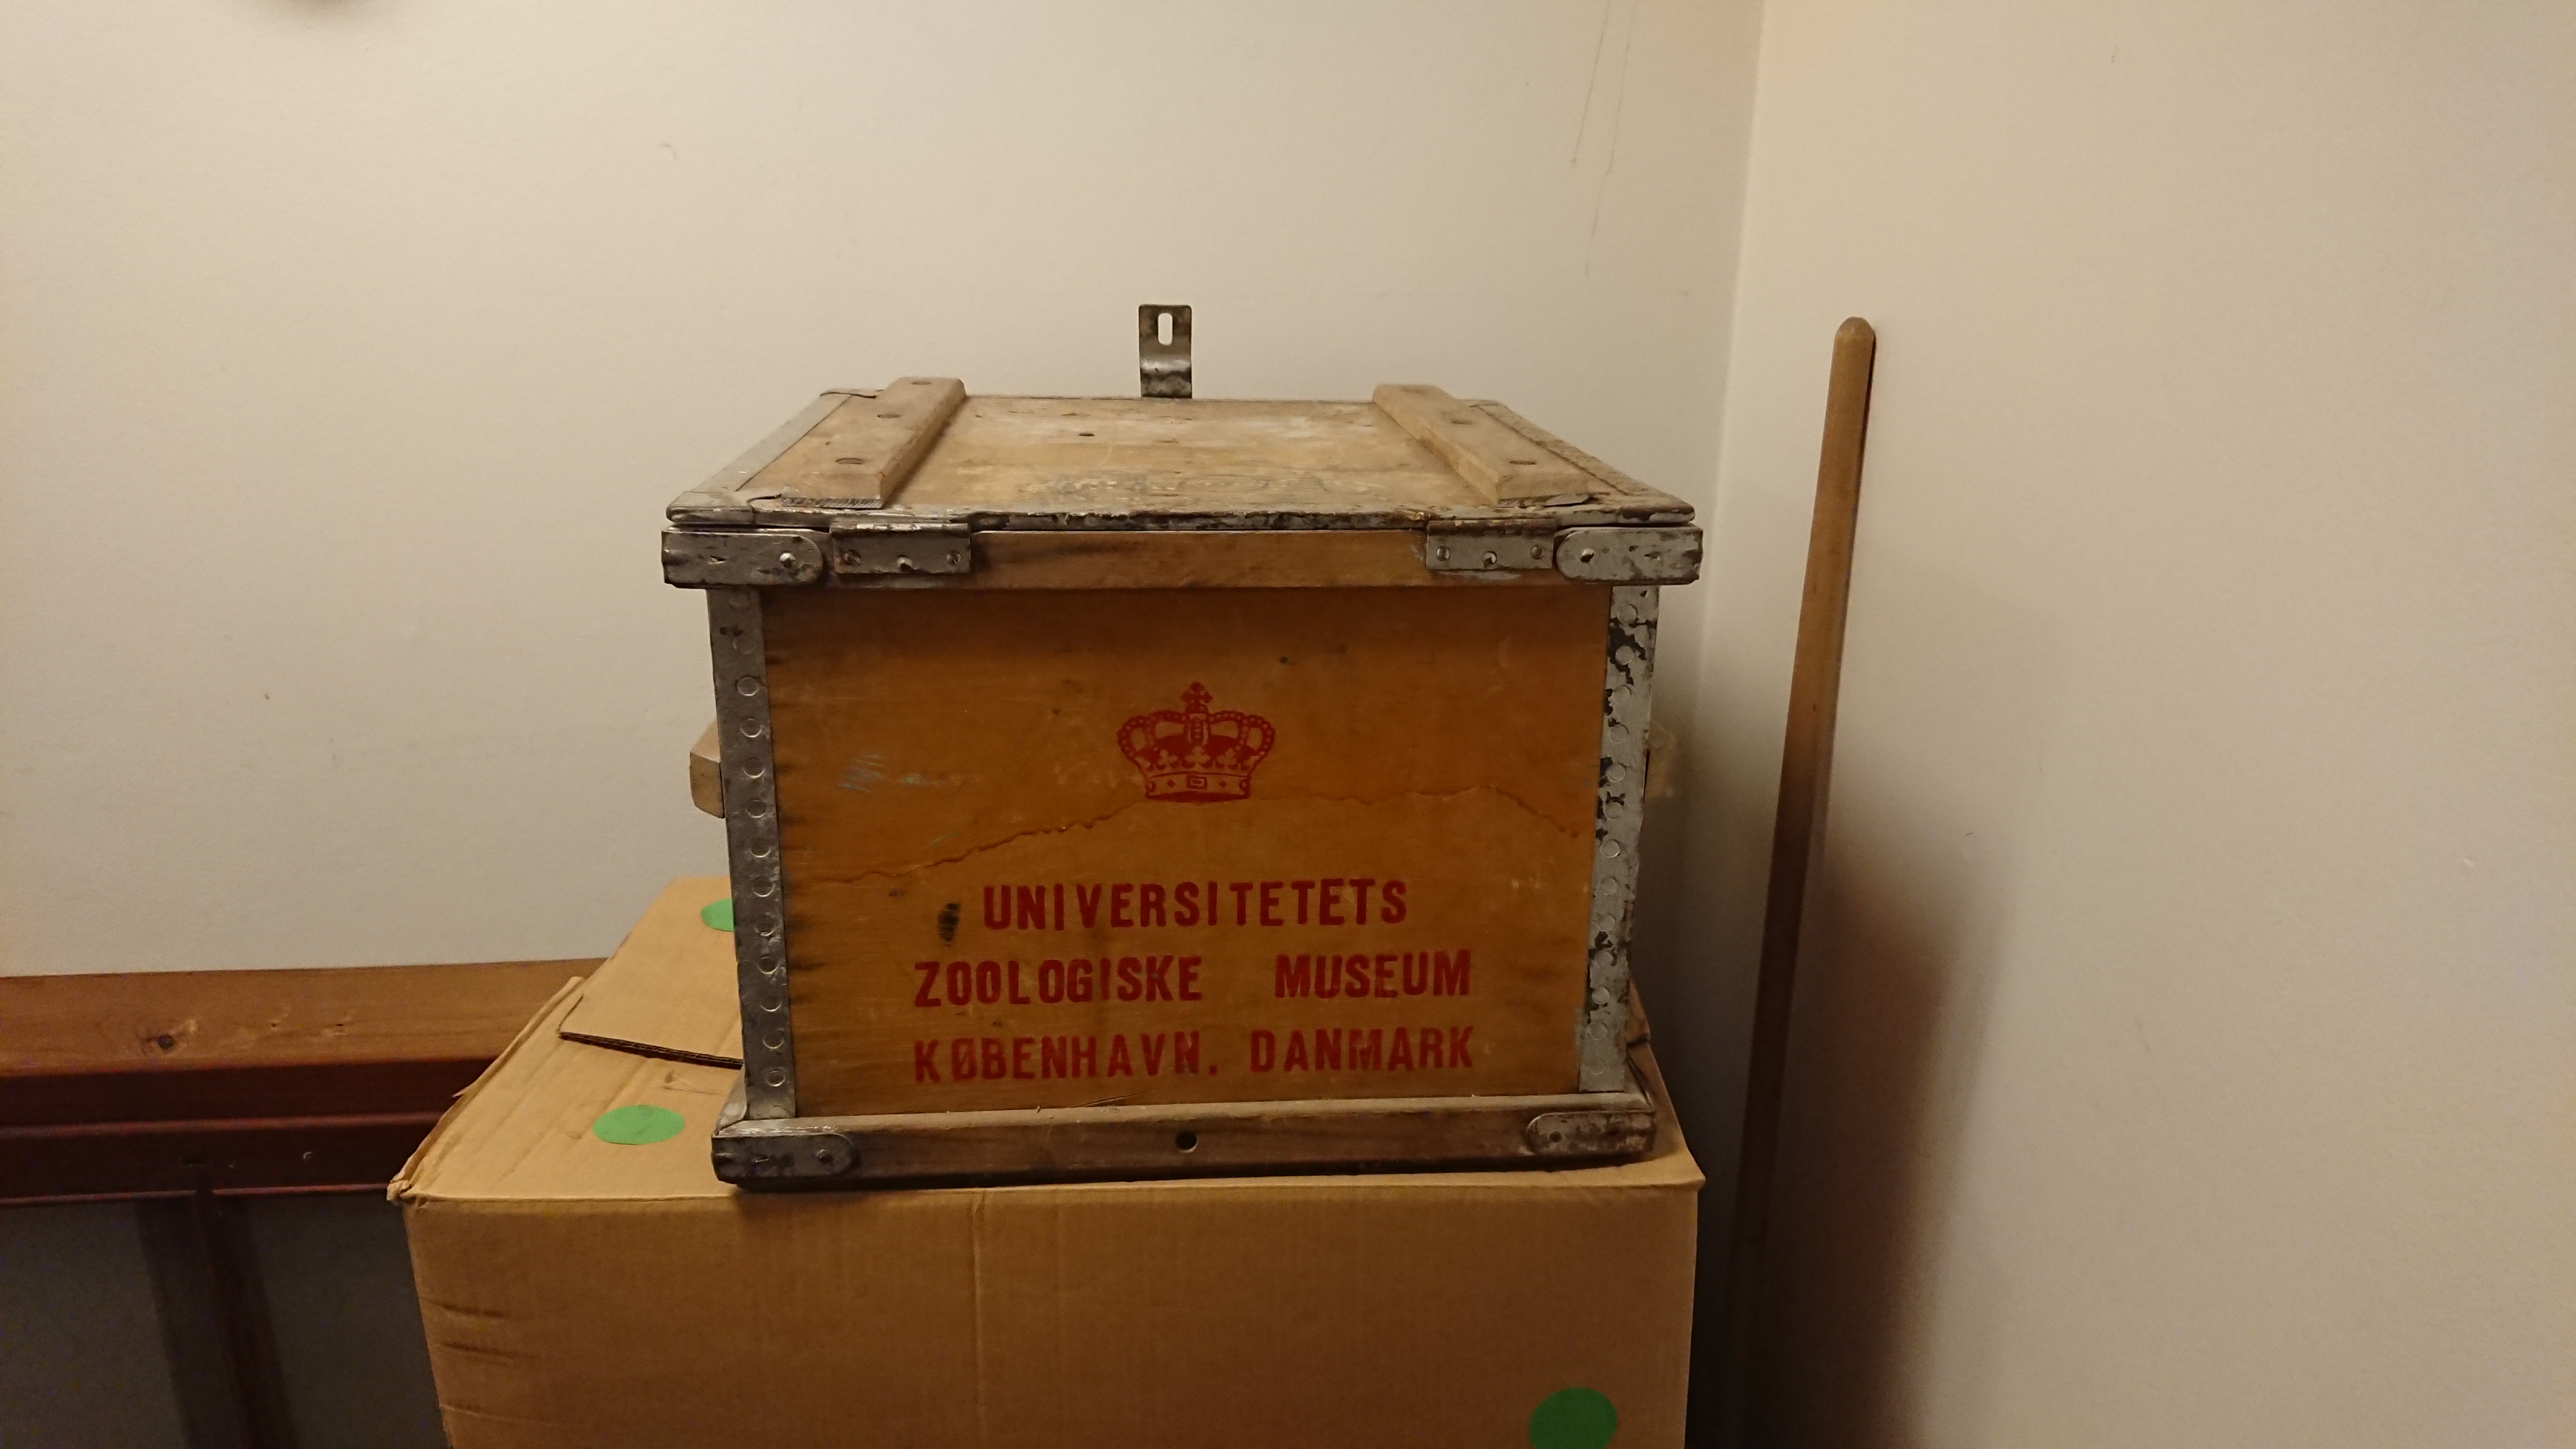 UNIVERSITETETS
ZOOLOGISKE MUSEUM
KØBENHAVN. DANMARK